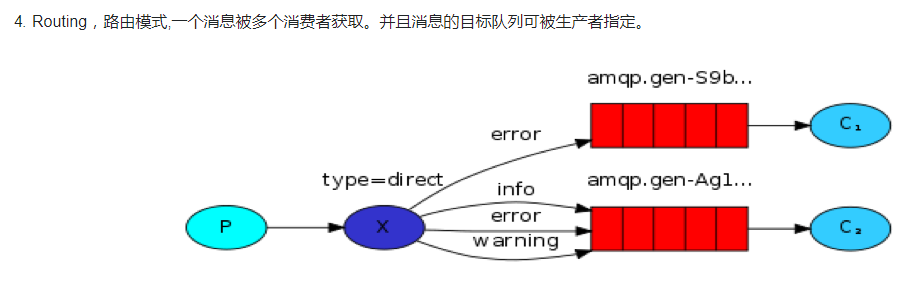 4. Routing，路由模式,一个消息被多个消费者获取。并且消息的目标队列可被生产者指定。
amqp.gen-S9b...
error
C₁
type=direct
info
amqp.gen-Ag1...
P
X
error
C₂
warning